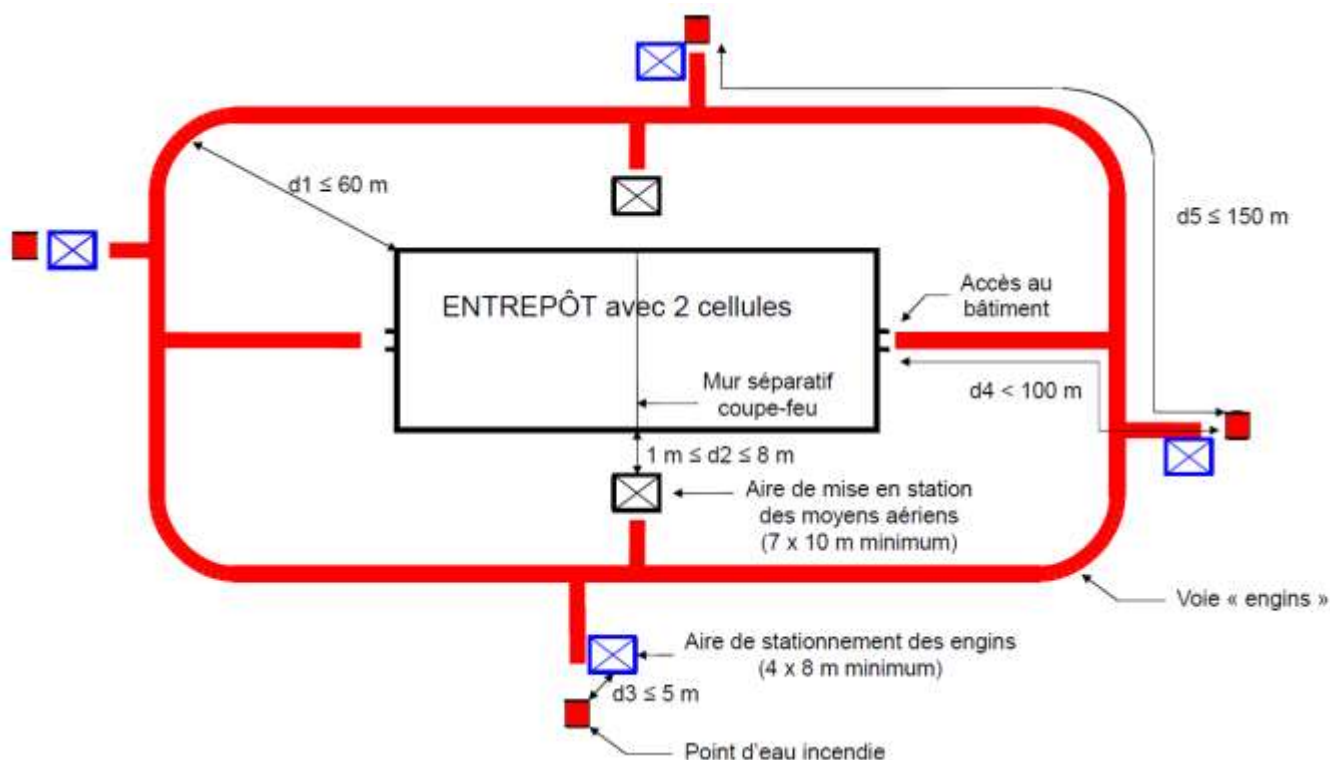 d1 ≤ 60 m
d5 ≤ 150 m
Accès au
bâtiment
ENTREPÔT avec 2 cellules
Mur séparatif
coupe-feu
d4 < 100 m
1 m ≤ d2 ≤ 8 m
Aire de mise en station
des moyens aériens
(7 x 10 m minimum)
Voie « engins »
Aire de stationnement des engins
(4 x 8 m minimum)
d3 ≤ 5 m
Point d'eau incendie